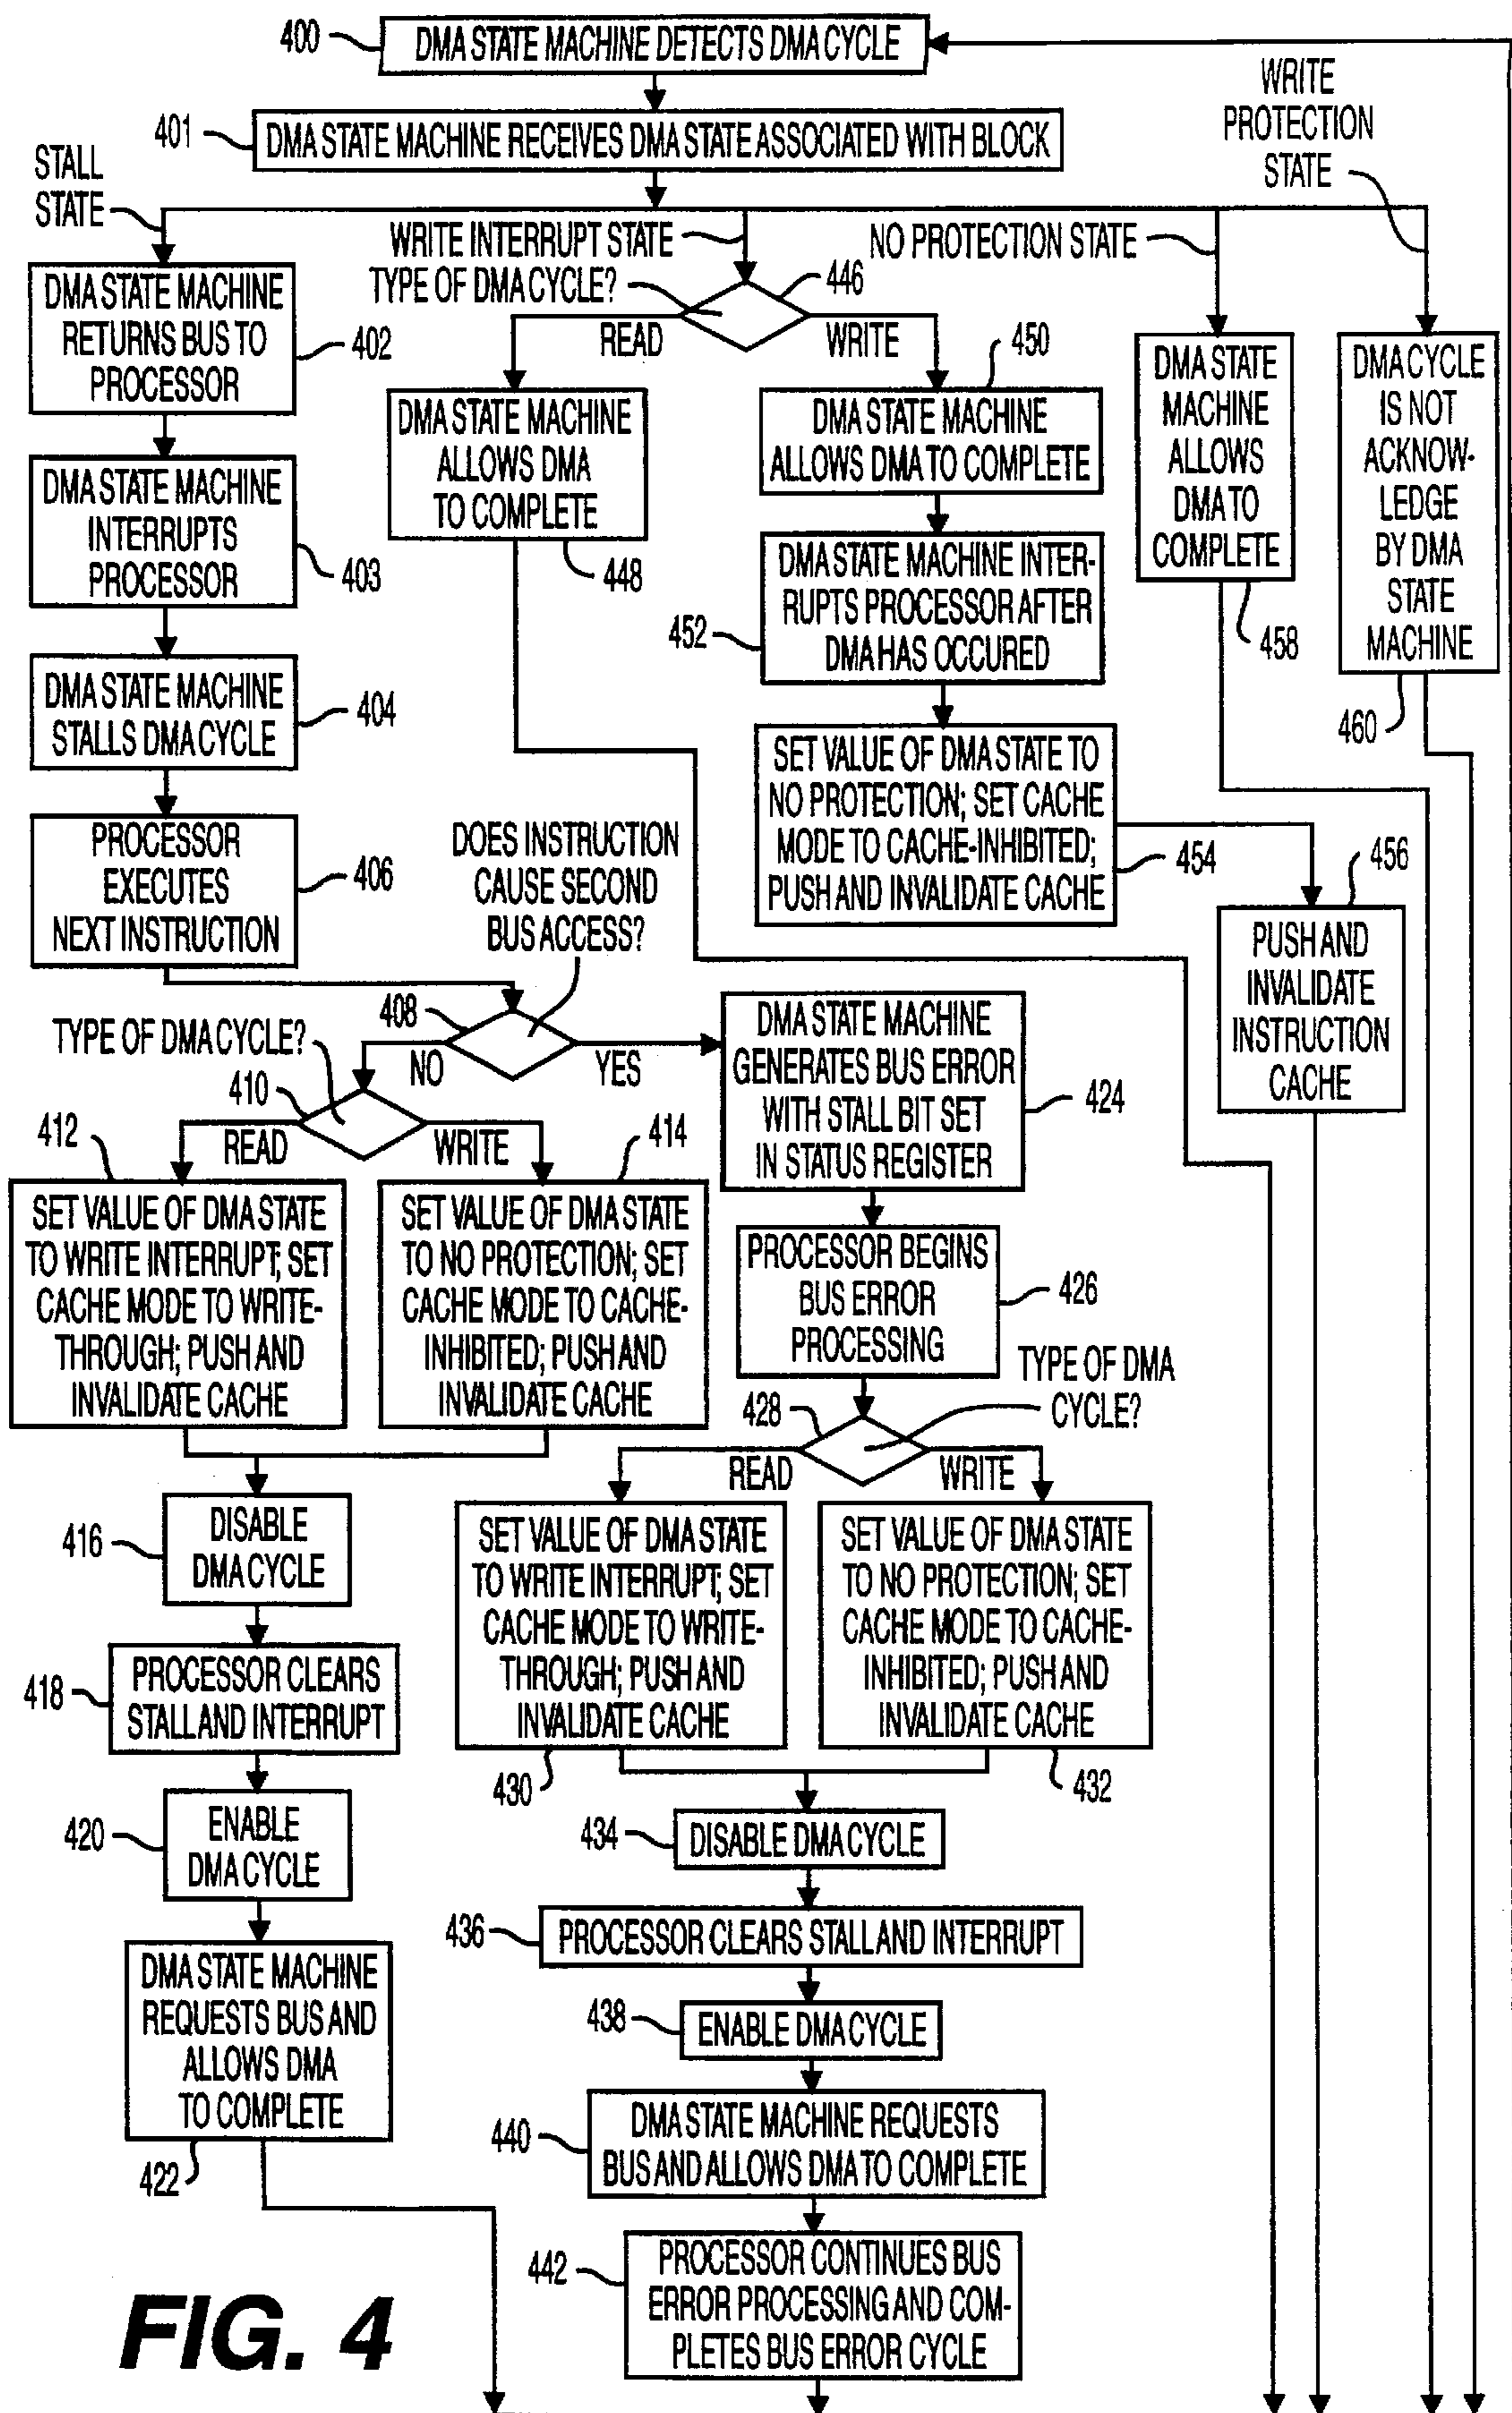 400
DMA STATE MACHINE DETECTS DMA CYCLE
401
DMA STATE MACHINE RECEIVES DMA STATE ASSOCIATED WITH BLOCK
WRITE
PROTECTION
STATE
STALL
STATE
WRITE INTERRUPT STATE
NO PROTECTION STATE
DMA STATE MACHINE
RETURNS BUS TO
PROCESSOR
402
TYPE OF DMA CYCLE?
446
READ
WRITE
DMA STATE MACHINE
ALLOWS DMA
TO COMPLETE
448
450
DMA STATE MACHINE
ALLOWS DMA TO COMPLETE
DMA STATE
MACHINE
ALLOWS
DMA TO
COMPLETE
458
DMA CYCLE
IS NOT
ACKNOW-
LEDGE
BY DMA
STATE
MACHINE
460
DMA STATE MACHINE
INTERRUPTS
PROCESSOR
403
452
DMA STATE MACHINE INTER-
RUPTS PROCESSOR AFTER
DMA HAS OCCURED
DMA STATE MACHINE
STALLS DMA CYCLE
404
SET VALUE OF DMA STATE TO
NO PROTECTION; SET CACHE
MODE TO CACHE-INHIBITED;
PUSH AND INVALIDATE CACHE
454
456
PUSH AND
INVALIDATE
INSTRUCTION
CACHE
PROCESSOR
EXECUTES
NEXT INSTRUCTION
406
DOES INSTRUCTION
CAUSE SECOND
BUS ACCESS?
408
NO
YES
TYPE OF DMA CYCLE?
410
READ
WRITE
DMA STATE MACHINE
GENERATES BUS ERROR
WITH STALL BIT SET
IN STATUS REGISTER
424
412
SET VALUE OF DMA STATE
TO WRITE INTERRUPT; SET
CACHE MODE TO WRITE-
THROUGH; PUSH AND
INVALIDATE CACHE
414
SET VALUE OF DMA STATE
TO NO PROTECTION; SET
CACHE MODE TO CACHE-
INHIBITED; PUSH AND
INVALIDATE CACHE
PROCESSOR BEGINS
BUS ERROR
PROCESSING
426
TYPE OF DMA
CYCLE?
428
READ
WRITE
416
DISABLE
DMA CYCLE
SET VALUE OF DMA STATE
TO WRITE INTERRUPT; SET
CACHE MODE TO WRITE-
THROUGH; PUSH AND
INVALIDATE CACHE
430
SET VALUE OF DMA STATE
TO NO PROTECTION; SET
CACHE MODE TO CACHE-
INHIBITED; PUSH AND
INVALIDATE CACHE
432
418
PROCESSOR CLEARS
STALL AND INTERRUPT
420
ENABLE
DMA CYCLE
434
DISABLE DMA CYCLE
436
PROCESSOR CLEARS STALL AND INTERRUPT
DMA STATE MACHINE
REQUESTS BUS AND
ALLOWS DMA
TO COMPLETE
422
438
ENABLE DMA CYCLE
440
DMA STATE MACHINE REQUESTS
BUS AND ALLOWS DMA TO COMPLETE
442
PROCESSOR CONTINUES BUS
ERROR PROCESSING AND COM-
PLETES BUS ERROR CYCLE
FIG. 4